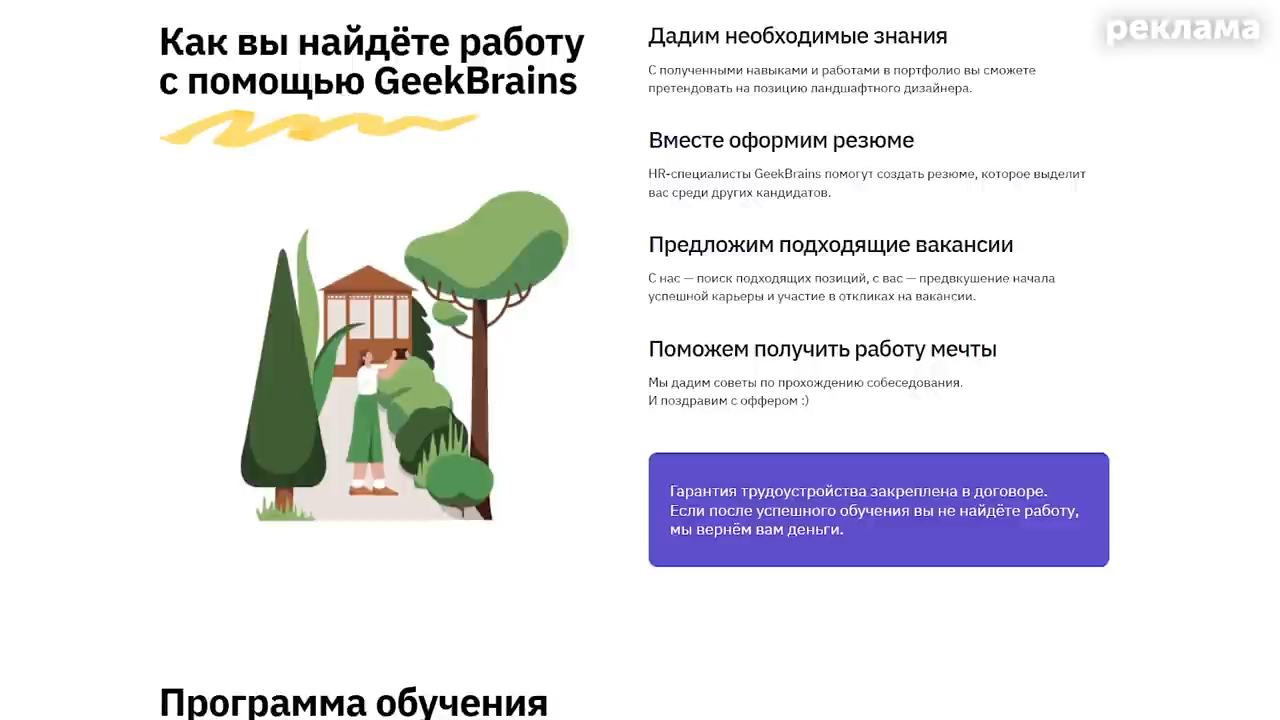 Как вы найдёте работу
с помощью GeekBrains
Дадим необходимые знания
С полученными навыками и работами в портфолио вы сможете
претендовать на позицию ландшафтного дизайнера.
Вместе оформим резюме
HR-специалисты GeekBrains помогут создать резюме, которое выделит
вас среди других кандидатов.
Предложим подходящие вакансии
С нас — поиск подходящих позиций, с вас — предвкушение начала
успешной карьеры и участие в откликах на вакансии.
Поможем получить работу мечты
Мы дадим советы по прохождению собеседования.
И поздравим с оффером :)
Гарантия трудоустройства закреплена в договоре.
Если после успешного обучения вы не найдёте работу,
мы вернём вам деньги.
Программа обучения
реклама